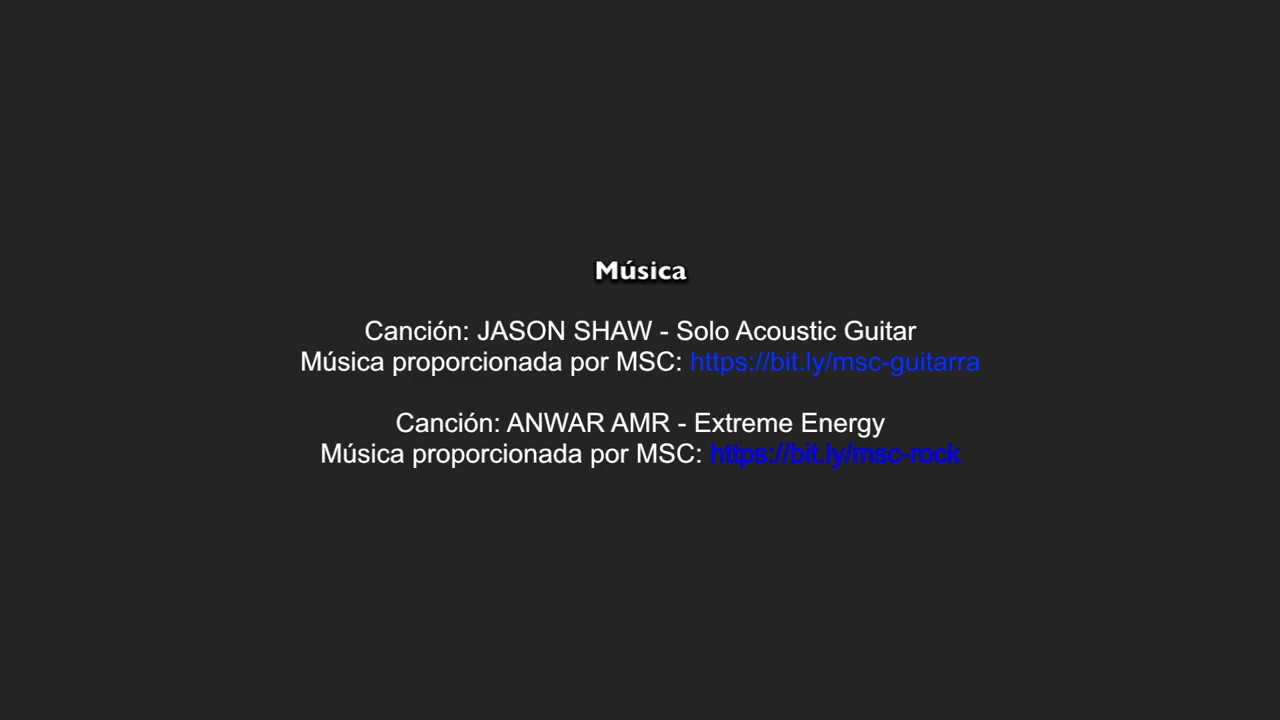 Música
Canción: JASON SHAW - Solo Acoustic Guitar
Música proporcionada por MSC: https://bit.ly/msc-guitarra
Canción: ANWAR AMR - Extreme Energy
Música proporcionada por MSC: https://bit.ly/msc-rock